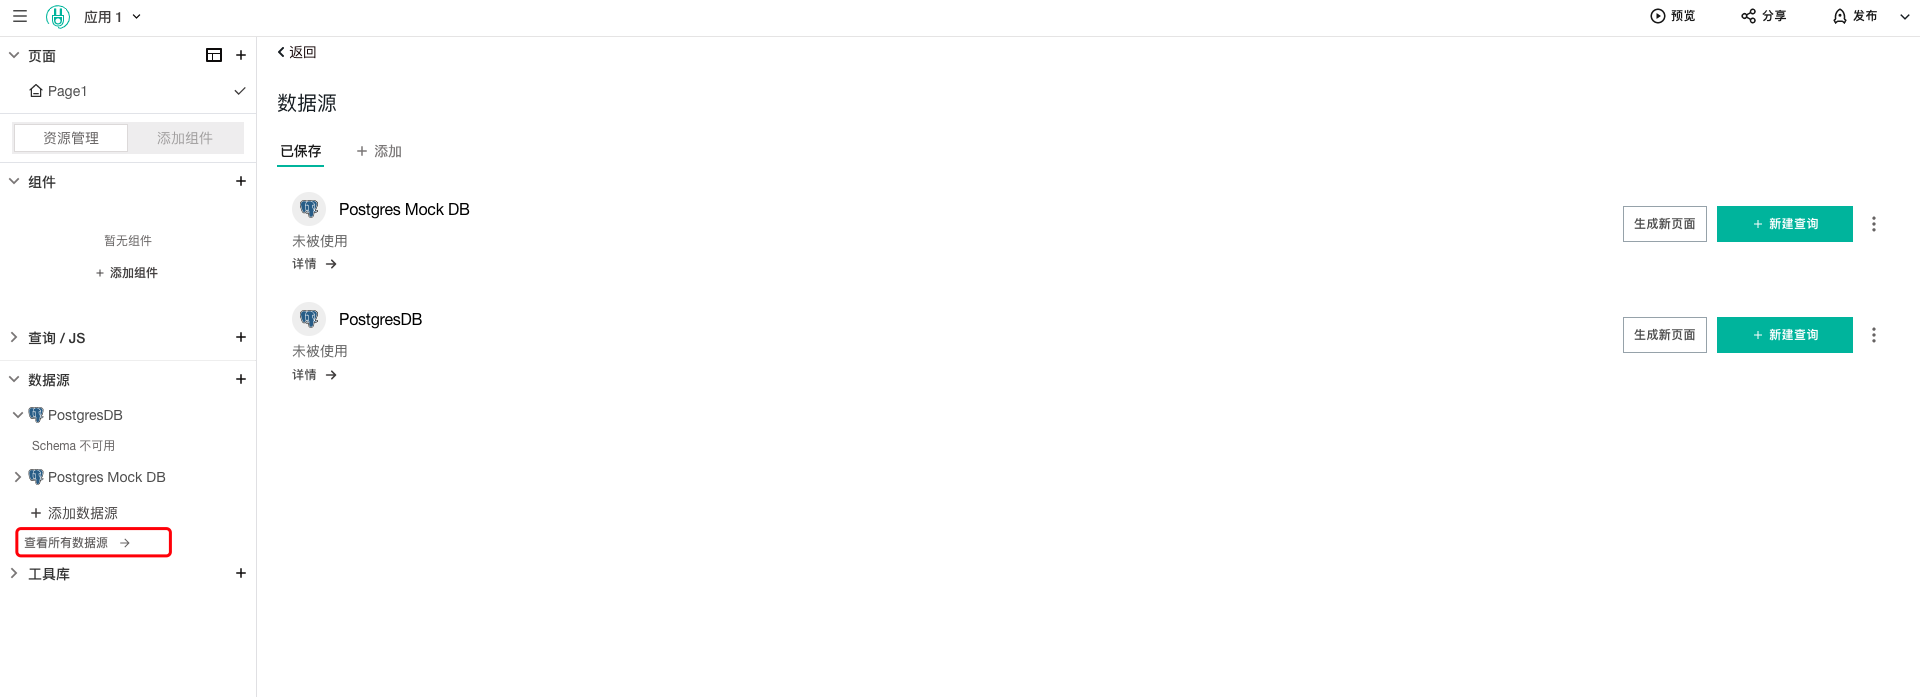 应用 1
预览
分享
发布
页面
Page1
资源管理
添加组件
组件
暂无组件
+ 添加组件
查询 / JS
数据源
PostgresDB
Schema 不可用
Postgres Mock DB
+ 添加数据源
查看所有数据源 →
工具库
返回
数据源
已保存
+ 添加
Postgres Mock DB
未被使用
详情 →
生成新页面
+ 新建查询
PostgresDB
未被使用
详情 →
生成新页面
+ 新建查询